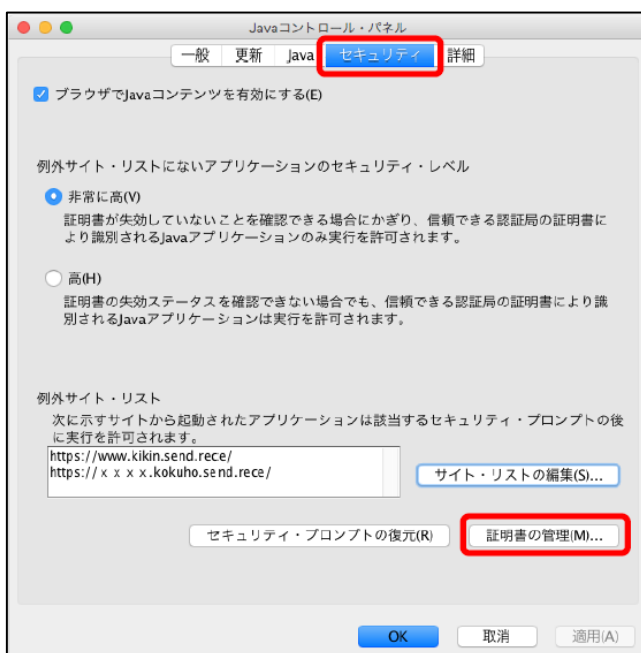 Javaコントロール・パネル
一般 更新 Java セキュリティ 詳細
ブラウザでJavaコンテンツを有効にする(E)
例外サイト・リストにないアプリケーションのセキュリティ・レベル
非常に高(V)
証明書が失効していないことを確認できる場合にかぎり、信頼できる認証局の証明書に
より識別されるJavaアプリケーションのみ実行を許可されます。
高(H)
証明書の失効ステータスを確認できない場合でも、信頼できる認証局の証明書により識
別されるJavaアプリケーションは実行を許可されます。
例外サイト・リスト
次に示すサイトから起動されたアプリケーションは該当するセキュリティ・プロンプトの後
に実行を許可されます。
https://www.kikin.send.rece/
https://ｘｘｘｘ.kokuho.send.rece/
サイト・リストの編集(S)...
セキュリティ・プロンプトの復元(R) 証明書の管理(M)...
OK 取消 適用(A)